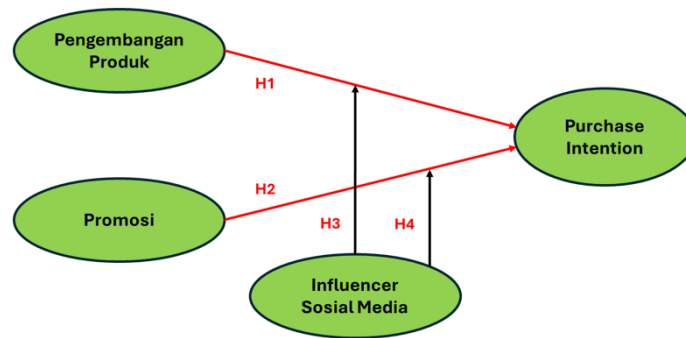 Pengembangan
Produk
H1
Purchase
Intention
H2
Promosi
H3
H4
Influencer
Sosial Media